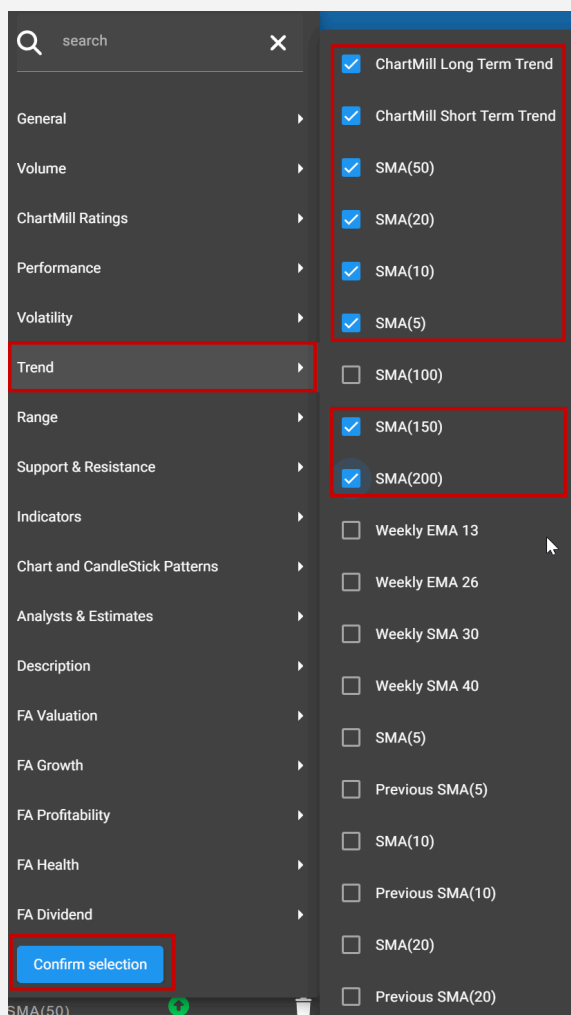 search
General
Volume
ChartMill Ratings
Performance
Volatility
Trend
Range
Support & Resistance
Indicators
Chart and CandleStick Patterns
Analysts & Estimates
Description
FA Valuation
FA Growth
FA Profitability
FA Health
FA Dividend
Confirm selection
SMA(50)
ChartMill Long Term Trend
ChartMill Short Term Trend
SMA(50)
SMA(20)
SMA(10)
SMA(5)
SMA(100)
SMA(150)
SMA(200)
Weekly EMA 13
Weekly EMA 26
Weekly SMA 30
Weekly SMA 40
SMA(5)
Previous SMA(5)
SMA(10)
Previous SMA(10)
SMA(20)
Previous SMA(20)